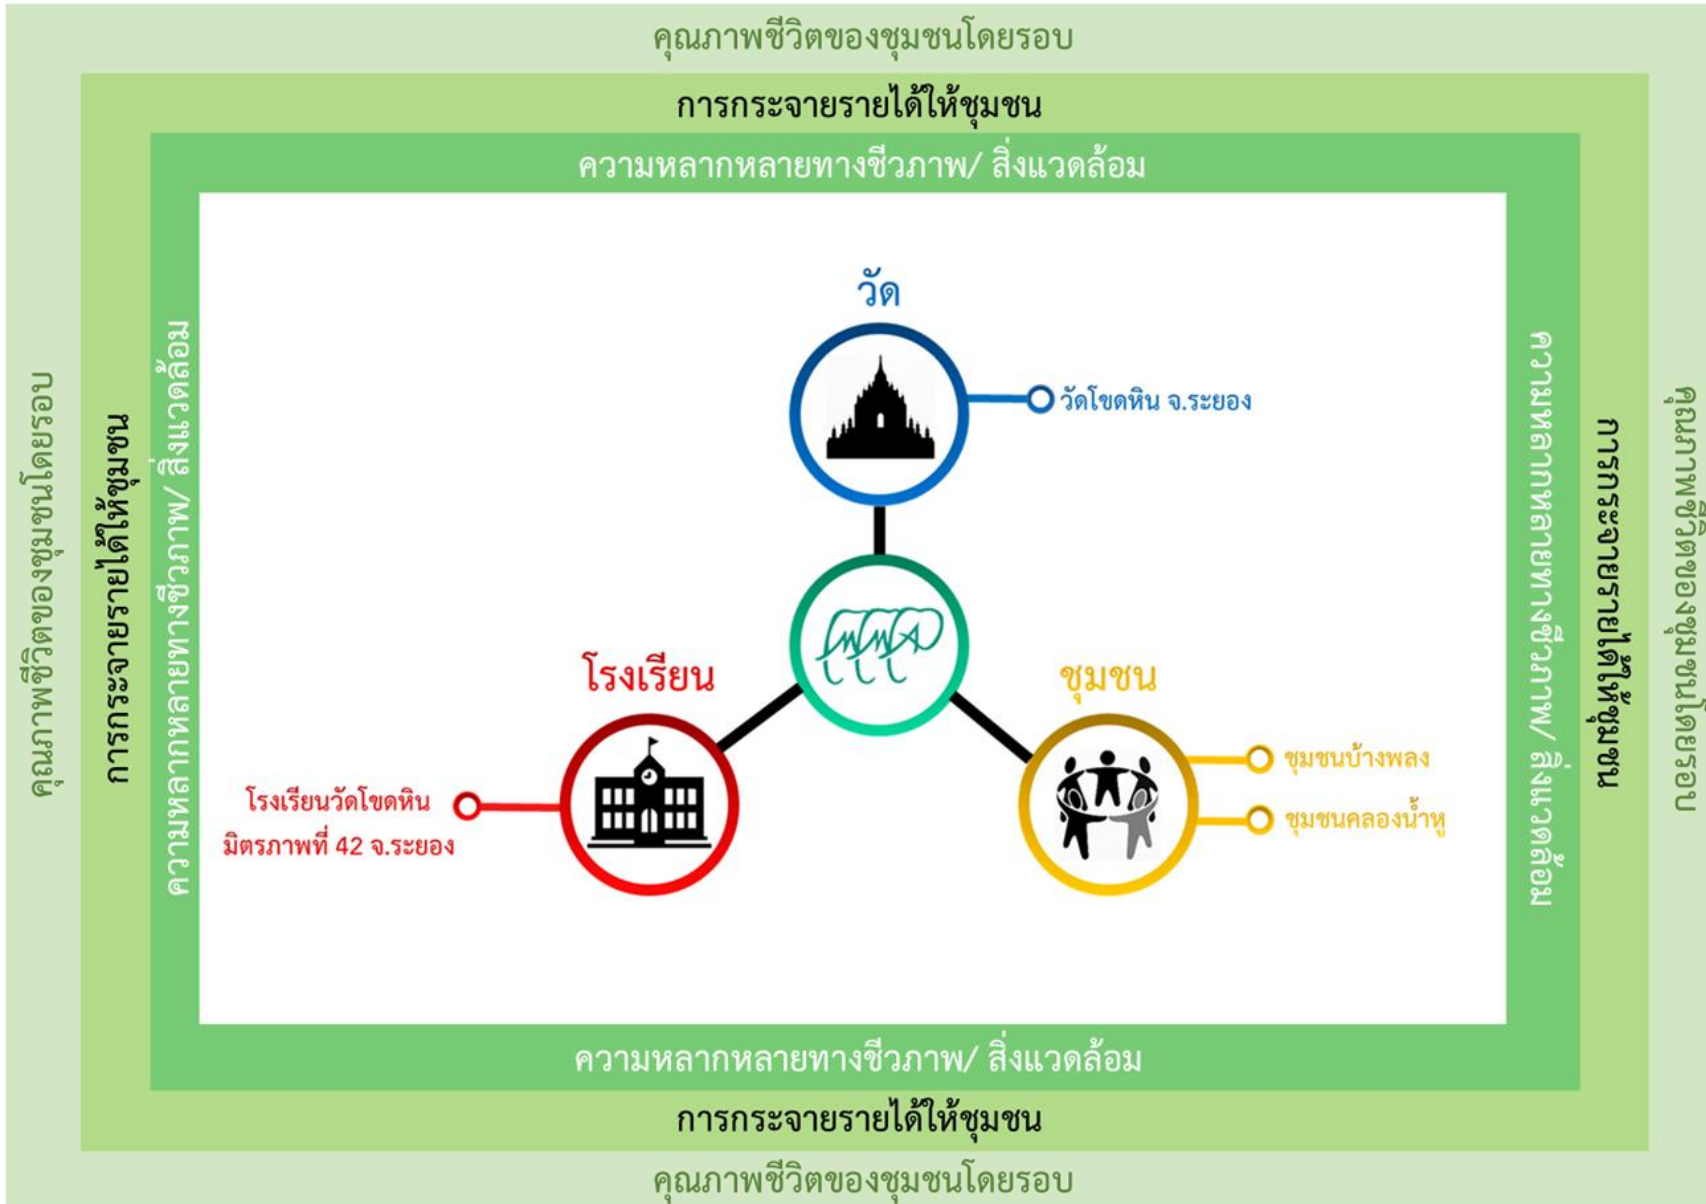 คุณภาพชีวิตของชุมชนโดยรอบ
การกระจายรายได้ให้ชุมชน
ความหลากหลายทางชีวภาพ/ สิ่งแวดล้อม
คุณภาพชีวิตของชุมชนโดยรอบ
การกระจายรายได้ให้ชุมชน
ความหลากหลายทางชีวภาพ/ สิ่งแวดล้อม
วัด
วัดโขดหิน จ.ระยอง
โรงเรียน
โรงเรียนวัดโขดหิน
มิตรภาพที่ 42 จ.ระยอง
ชุมชน
ชุมชนบ้างพลง
ชุมชนคลองน้ำหู
ความหลากหลายทางชีวภาพ/ สิ่งแวดล้อม
การกระจายรายได้ให้ชุมชน
คุณภาพชีวิตของชุมชนโดยรอบ
ความหลากหลายทางชีวภาพ/ สิ่งแวดล้อม
การกระจายรายได้ให้ชุมชน
คุณภาพชีวิตของชุมชนโดยรอบ